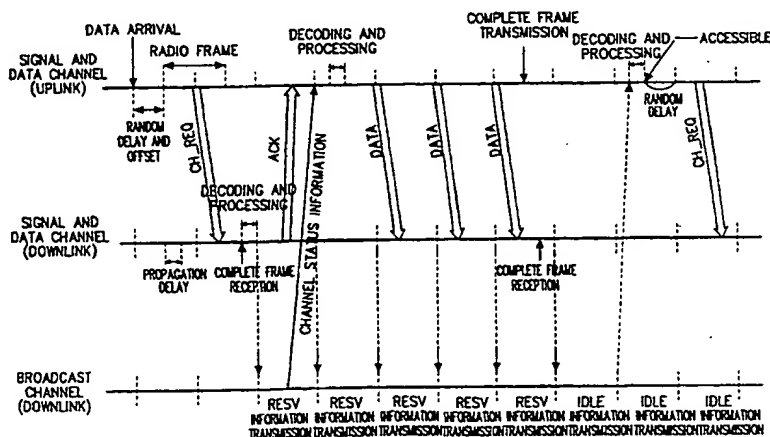 DATA ARRIVAL
RADIO FRAME
DECODING AND
PROCESSING
COMPLETE FRAME
TRANSMISSION
DECODING AND
PROCESSING
ACCESSIBLE
SIGNAL AND
DATA CHANNEL
(UPLINK)
RANDOM
DELAY AND
OFFSET
CH_REQ
DECODING AND
PROCESSING
ACK
CHANNEL STATUS INFORMATION
DATA
DATA
DATA
RANDOM
DELAY
CH_REQ
SIGNAL AND
DATA CHANNEL
(DOWNLINK)
PROPAGATION
DELAY
COMPLETE FRAME
RECEPTION
COMPLETE FRAME
RECEPTION
BROADCAST
CHANNEL
(DOWNLINK)
RESV
INFORMATION
TRANSMISSION
RESV
INFORMATION
TRANSMISSION
RESV
INFORMATION
TRANSMISSION
RESV
INFORMATION
TRANSMISSION
RESV
INFORMATION
TRANSMISSION
IDLE
INFORMATION
TRANSMISSION
IDLE
INFORMATION
TRANSMISSION
IDLE
INFORMATION
TRANSMISSION